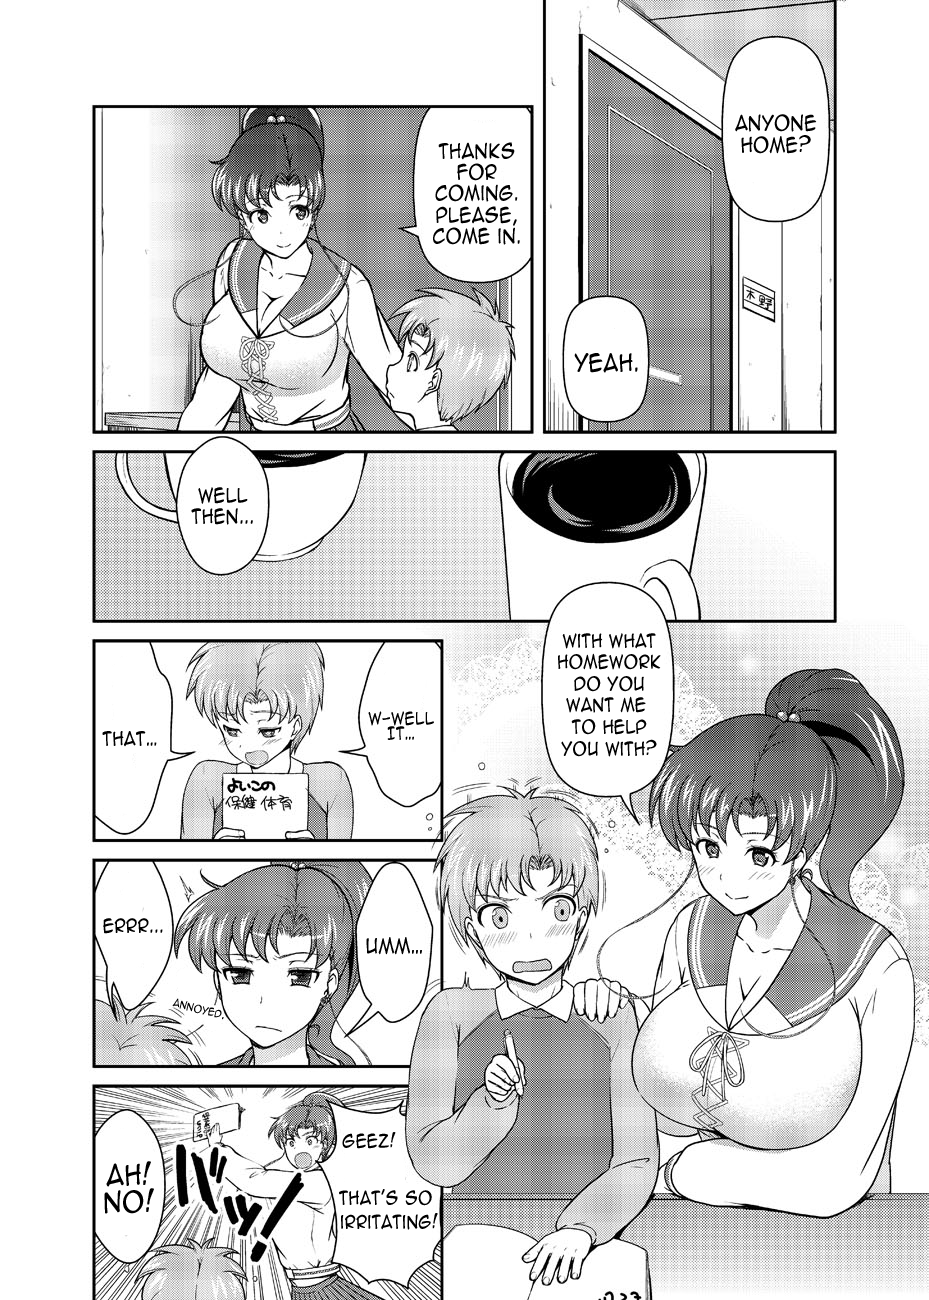 ANYONE
HOME?
木野
YEAH.
THANKS
FOR
COMING.
PLEASE,
COME IN.
WELL
THEN...
WITH WHAT
HOMEWORK
DO YOU
WANT ME
TO HELP
YOU WITH?
W-WELL
IT...
THAT...
よいこの
保健体育
UMM...
ERRR...
ANNOYED
GEEZ!
THAT'S SO
IRRITATING!
バッ!
AH!
NO!